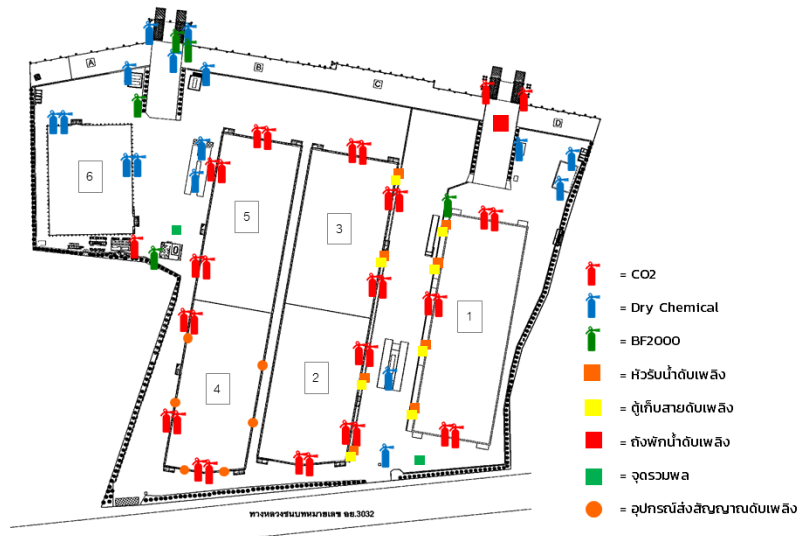 A
B
C
D
6
5
3
1
4
2
= CO2
= Dry Chemical
= BF2000
= หัวรับน้ำดับเพลิง
= ตู้เก็บสายดับเพลิง
= ถังพักน้ำดับเพลิง
= จุดรวมพล
= อุปกรณ์ส่งสัญญาณดับเพลิง
ทางหลวงชนบทหมายเลข อย.3032